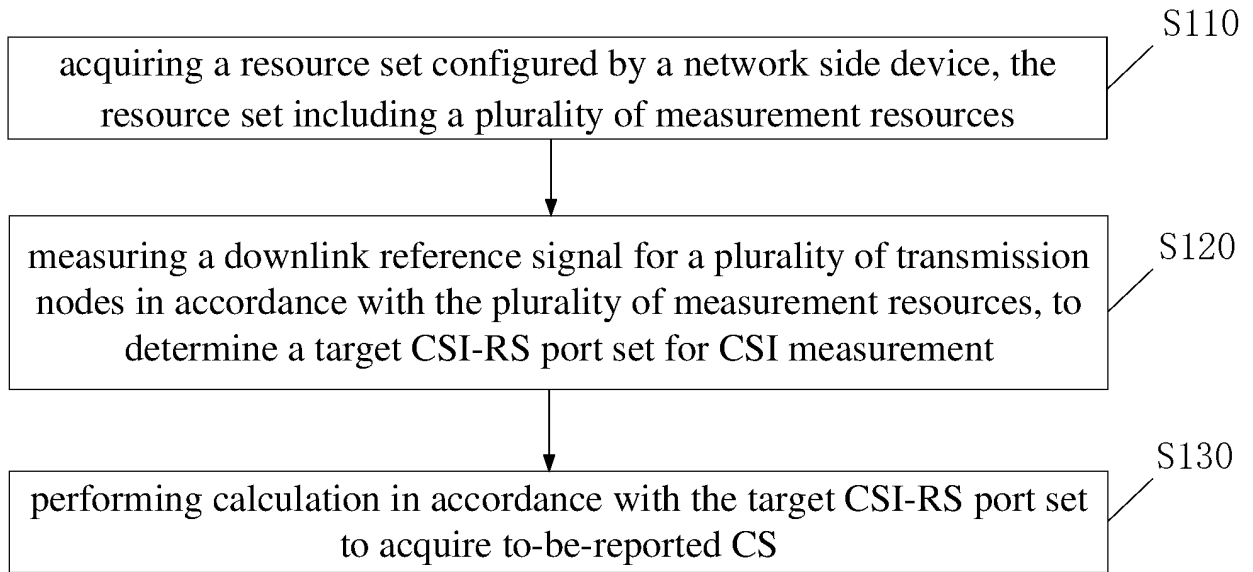 S110
acquiring a resource set configured by a network side device, the
resource set including a plurality of measurement resources
S120
measuring a downlink reference signal for a plurality of transmission
nodes in accordance with the plurality of measurement resources, to
determine a target CSI-RS port set for CSI measurement
S130
performing calculation in accordance with the target CSI-RS port set
to acquire to-be-reported CS